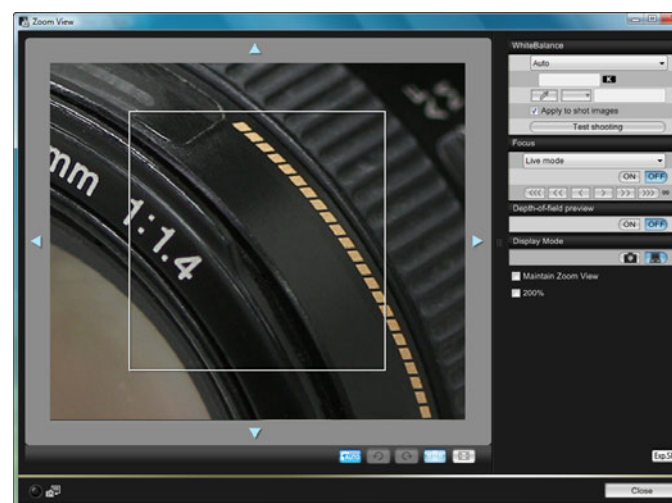 Zoom View
WhiteBalance
Auto
K
Apply to shot images
Test shooting
Focus
Live mode
ON OFF
Depth-of-field preview
ON OFF
Display Mode
Maintain Zoom View
200%
mm 1:1.4
Close